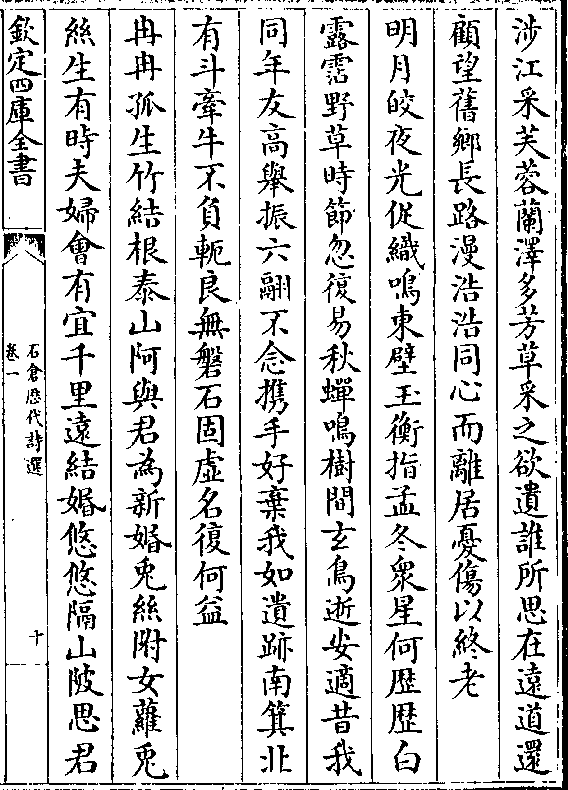 涉江采芙蓉蘭澤多芳草采之欲遺誰所思在遠道還
顧望舊鄉長路漫浩浩同心而離居憂傷以終老
明月皎夜光促織鳴東壁玉衡指孟冬衆星何歴歴白
露霑野草時節忽復易秋蟬鳴樹間玄鳥逝安適昔我
同年友高舉振六翮不念携手好棄我如遺跡南箕北
有斗牽牛不負軛良無磐石固虛名復何益
冉冉孤生竹結根泰山阿與君為新婚兎絲附女蘿兎
絲生有時夫婦會有宜千里遠結婚悠悠隔山陂思君
欽定四庫全書
石倉歴代詩選
卷一
十